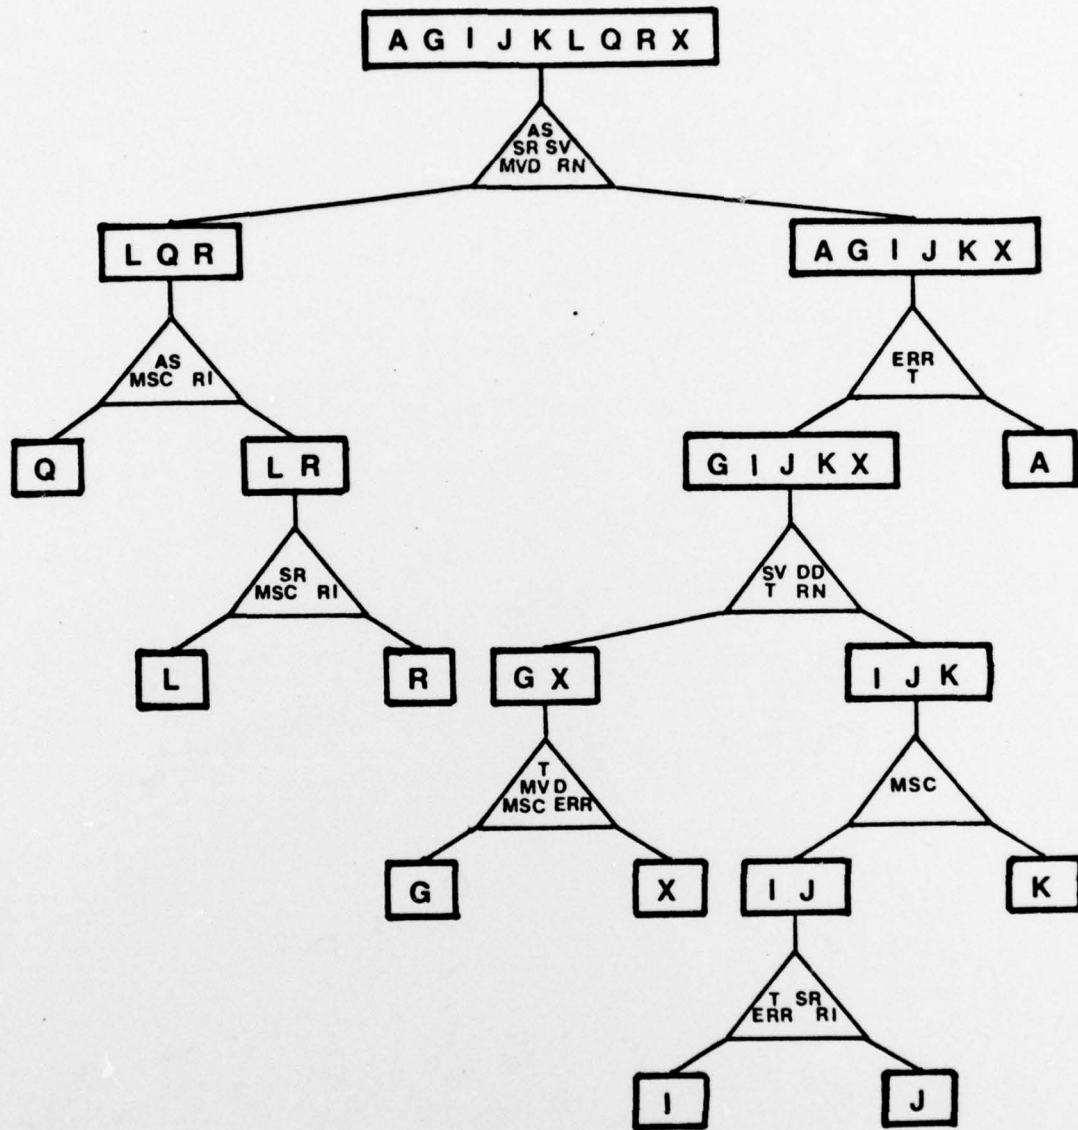 A G I J K L Q R X
AS
SR SV
MVD RN
L Q R
A G I J K X
AS
MSC RI
ERR
T
Q
L R
G I J K X
A
SR
MSC RI
SV DD
T RN
L
R
G X
I J K
T
MVD
MSC ERR
MSC
G
X
I J
K
T SR
ERR RI
I
J